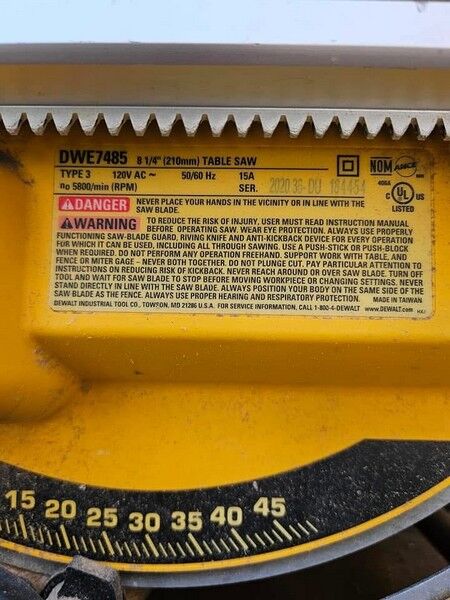 DWE7485 8 1/4" (210mm) TABLE SAW
TYPE 3 120V AC ~ 50/60 Hz 15A
no 5800/min (RPM) SER. 2020 36-DU 184454
NOM ANCE
UL LISTED
DANGER NEVER PLACE YOUR HANDS IN THE VICINITY OR IN LINE WITH THE
SAW BLADE.
WARNING TO REDUCE THE RISK OF INJURY, USER MUST READ INSTRUCTION MANUAL
BEFORE OPERATING SAW. WEAR EYE PROTECTION. ALWAYS USE PROPERLY
FUNCTIONING SAW-BLADE GUARD, RIVING KNIFE AND ANTI-KICKBACK DEVICE FOR EVERY OPERATION
FOR WHICH IT CAN BE USED, INCLUDING ALL THROUGH SAWING. USE A PUSH-STICK OR PUSH-BLOCK
WHEN REQUIRED. DO NOT PERFORM ANY OPERATION FREEHAND. SUPPORT WORK WITH TABLE, AND
FENCE OR MITER GAGE – NEVER BOTH TOGETHER. DO NOT PLUNGE CUT. PAY PARTICULAR ATTENTION TO
INSTRUCTIONS ON REDUCING RISK OF KICKBACK. NEVER REACH AROUND OR OVER SAW BLADE. TURN OFF
TOOL AND WAIT FOR SAW BLADE TO STOP BEFORE MOVING WORKPIECE OR CHANGING SETTINGS. NEVER
STAND DIRECTLY IN LINE WITH THE SAW BLADE. ALWAYS POSITION YOUR BODY ON THE SAME SIDE OF THE
SAW BLADE AS THE FENCE. ALWAYS USE PROPER HEARING AND RESPIRATORY PROTECTION. MADE IN TAIWAN
DEWALT INDUSTRIAL TOOL CO., TOWSON, MD 21286 U.S.A. FOR SERVICE INFORMATION, CALL 1-800-4-DEWALT www.DEWALT.com
15 20 25 30 35 40 45